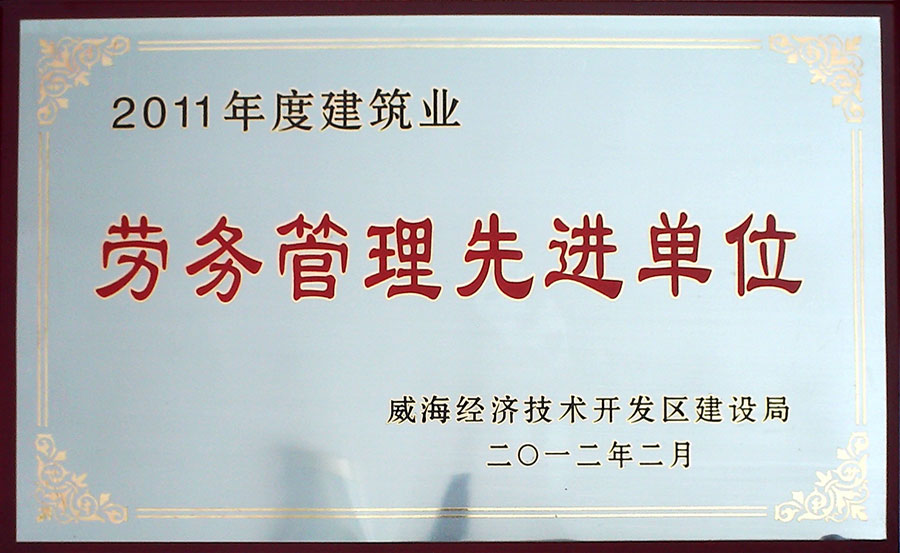 2011年度建筑业
劳务管理先进单位
威海经济技术开发区建设局
二〇一二年二月